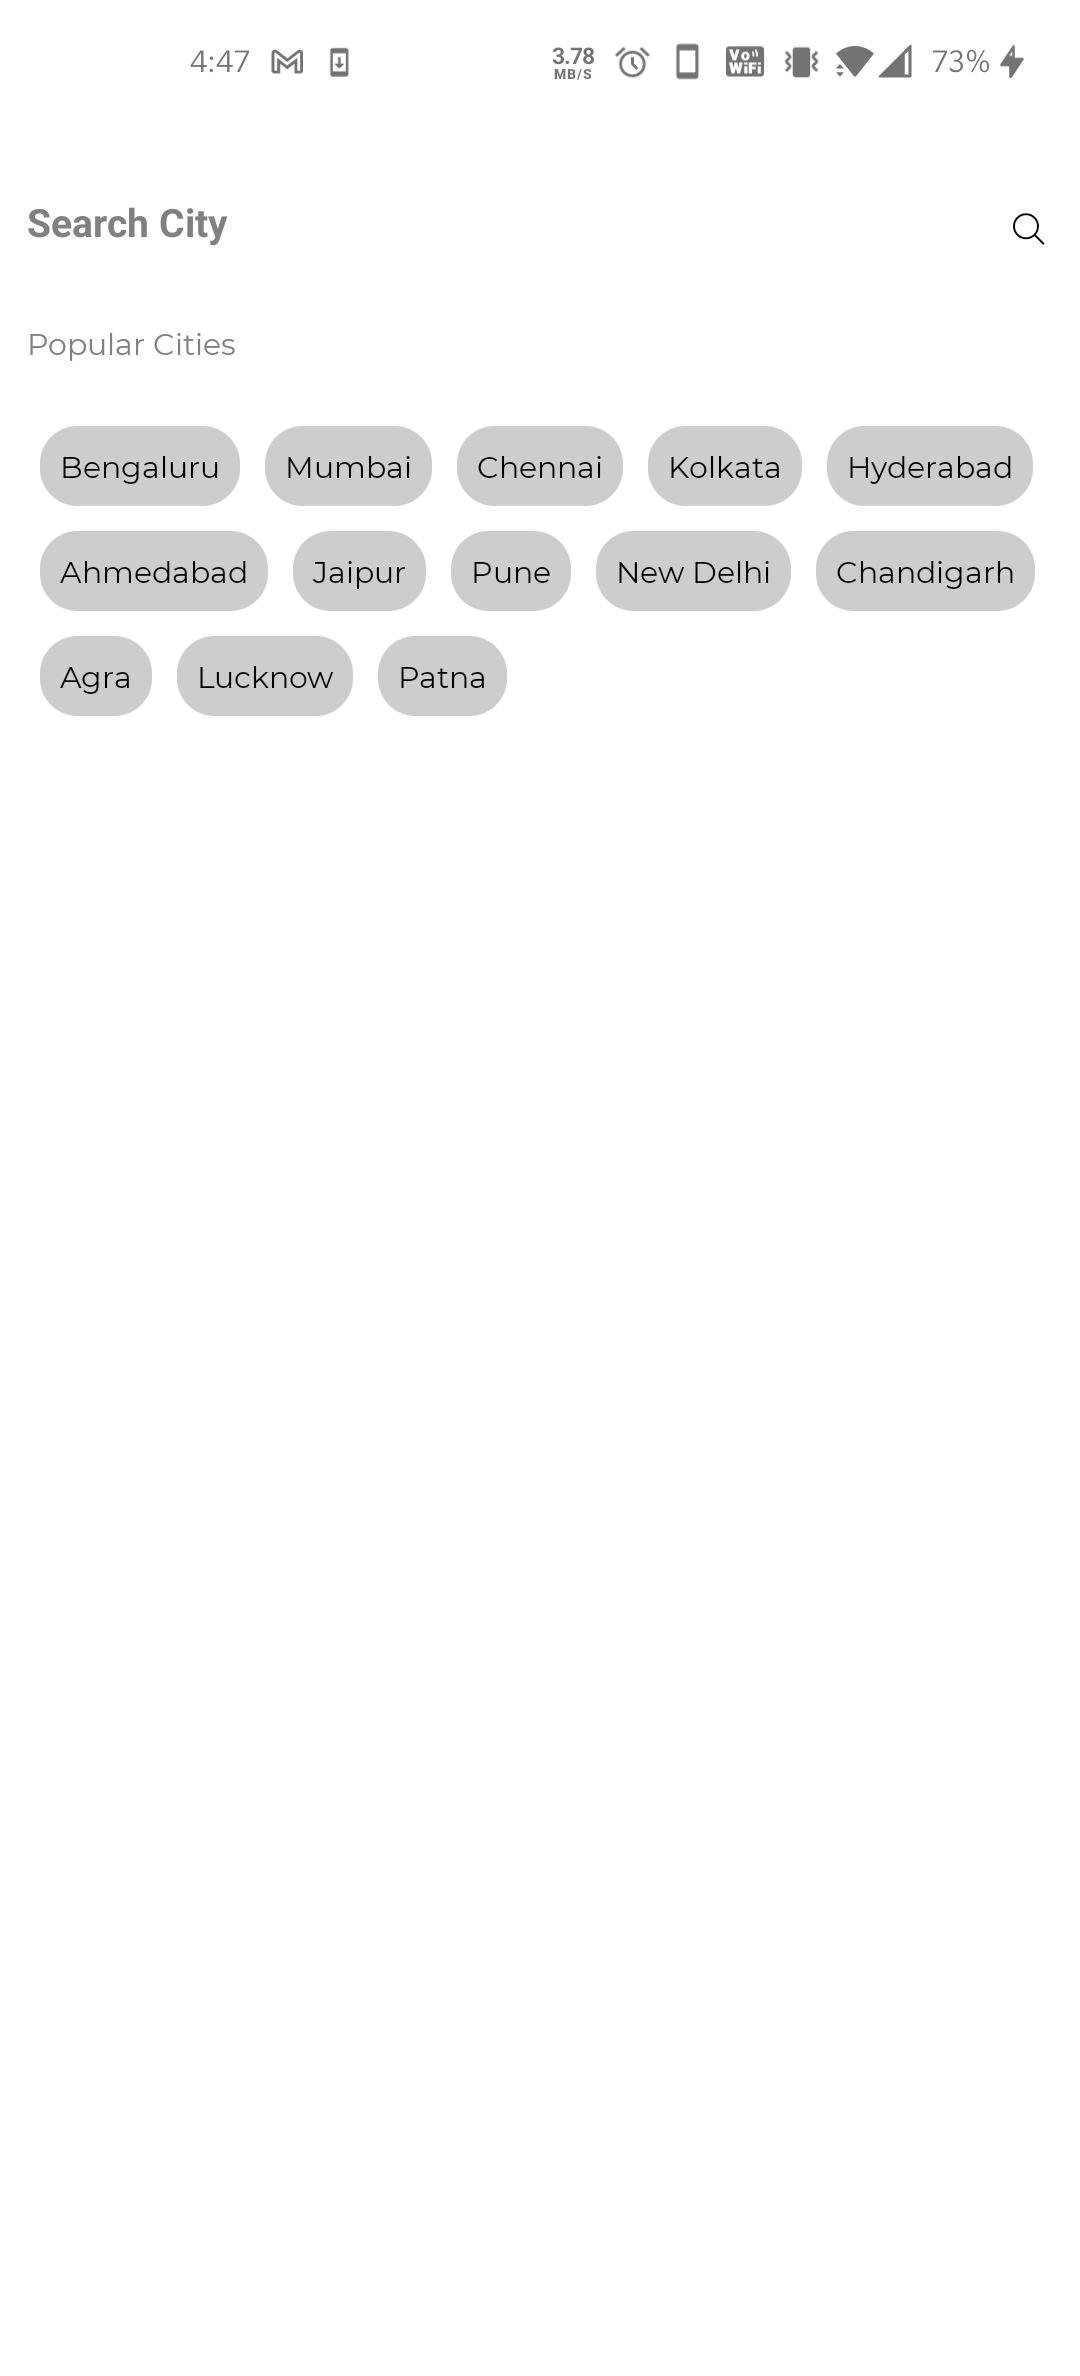 4:47 3.78 MB/S Vo WiFi 73%
Search City
Popular Cities
Bengaluru Mumbai Chennai Kolkata Hyderabad
Ahmedabad Jaipur Pune New Delhi Chandigarh
Agra Lucknow Patna